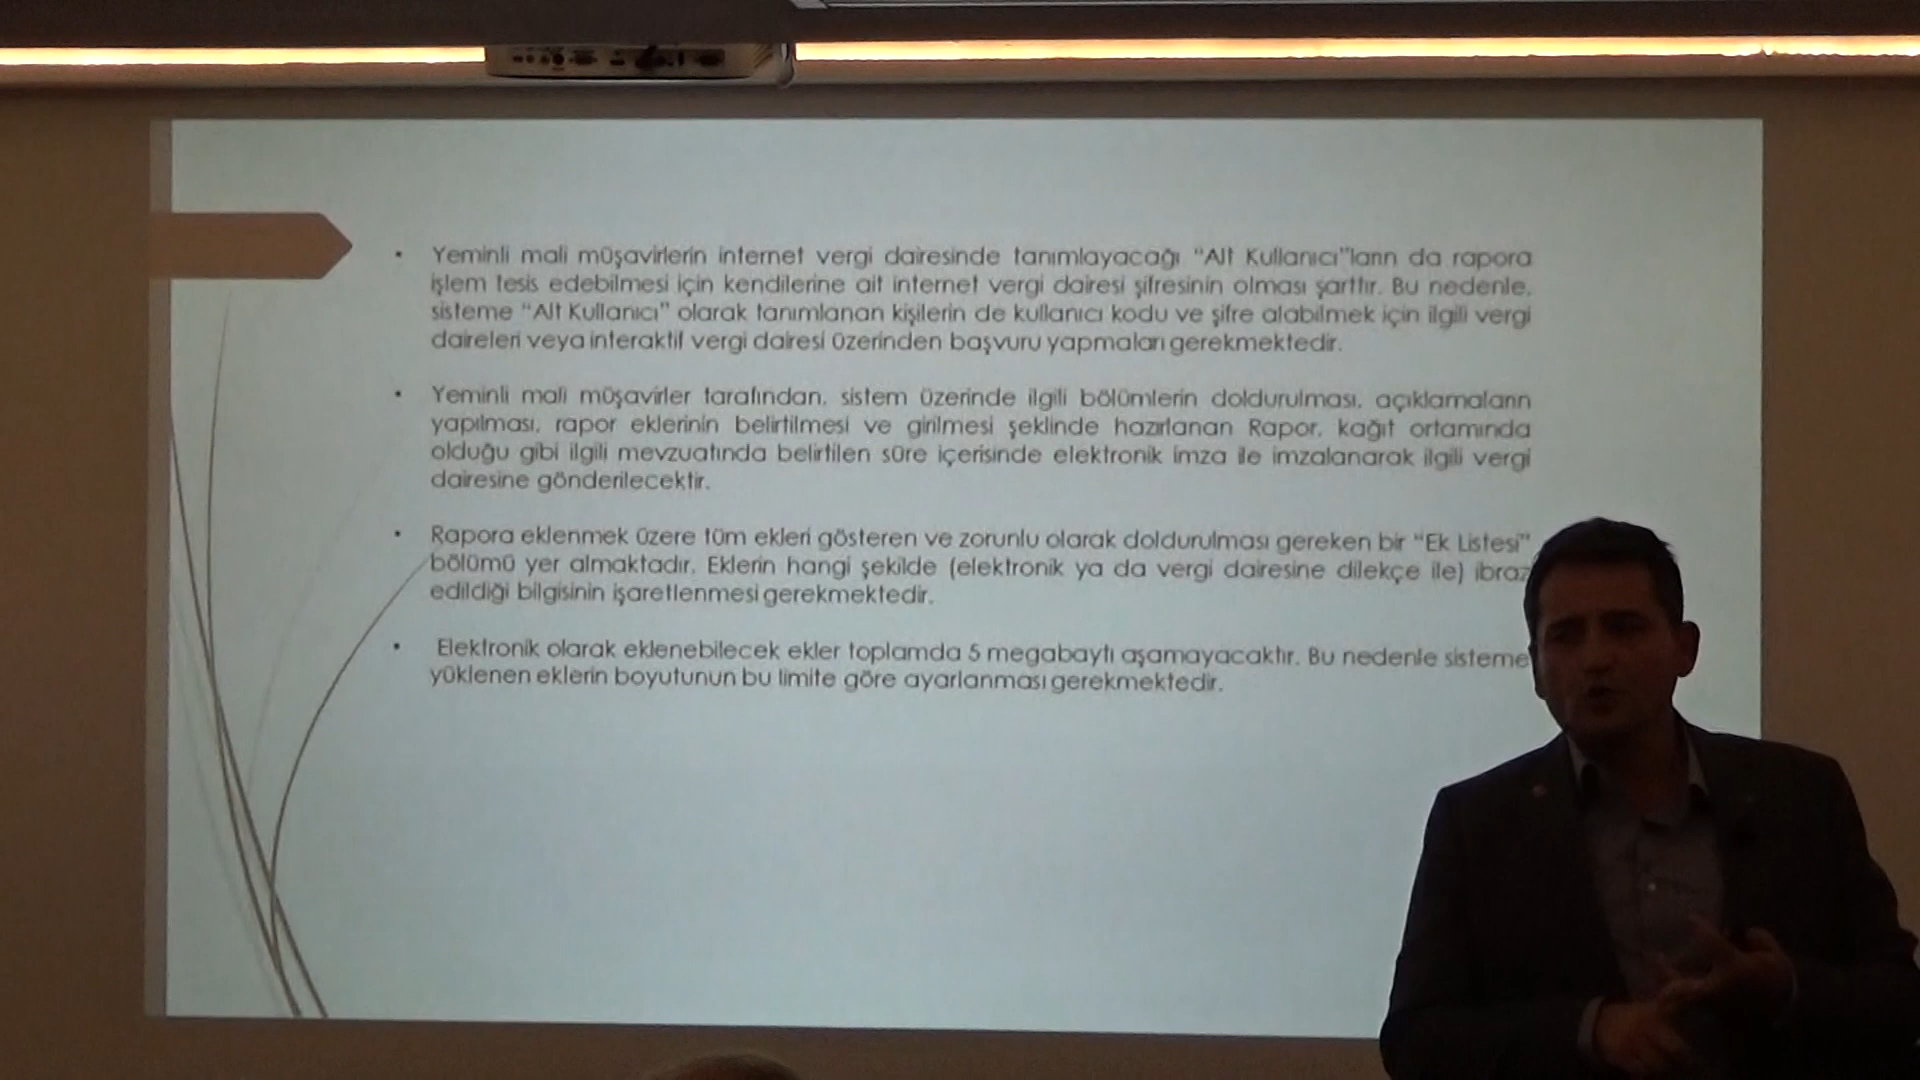 • Yeminli mali müşavirlerin internet vergi dairesinde tanımlayacağı “Alt Kullanıcı”ların da rapora
işlem tesis edebilmesi için kendilerine ait internet vergi dairesi şifresinin olması şarttır. Bu nedenle,
sisteme “Alt Kullanıcı” olarak tanımlanan kişilerin de kullanıcı kodu ve şifre alabilmek için ilgili vergi
daireleri veya interaktif vergi dairesi üzerinden başvuru yapmaları gerekmektedir.
• Yeminli mali müşavirler tarafından, sistem üzerinde ilgili bölümlerin doldurulması, açıklamaların
yapılması, rapor eklerinin belirtilmesi ve girilmesi şeklinde hazırlanan Rapor, kağıt ortamında
olduğu gibi ilgili mevzuatında belirtilen süre içerisinde elektronik imza ile imzalanarak ilgili vergi
dairesine gönderilecektir.
• Rapora eklenmek üzere tüm ekleri gösteren ve zorunlu olarak doldurulması gereken bir “Ek Listesi”
bölümü yer almaktadır. Eklerin hangi şekilde (elektronik ya da vergi dairesine dilekçe ile) ibraz
edildiği bilgisinin işaretlenmesi gerekmektedir.
• Elektronik olarak eklenebilecek ekler toplamda 5 megabaytı aşamayacaktır. Bu nedenle sisteme
yüklenen eklerin boyutunun bu limite göre ayarlanması gerekmektedir.